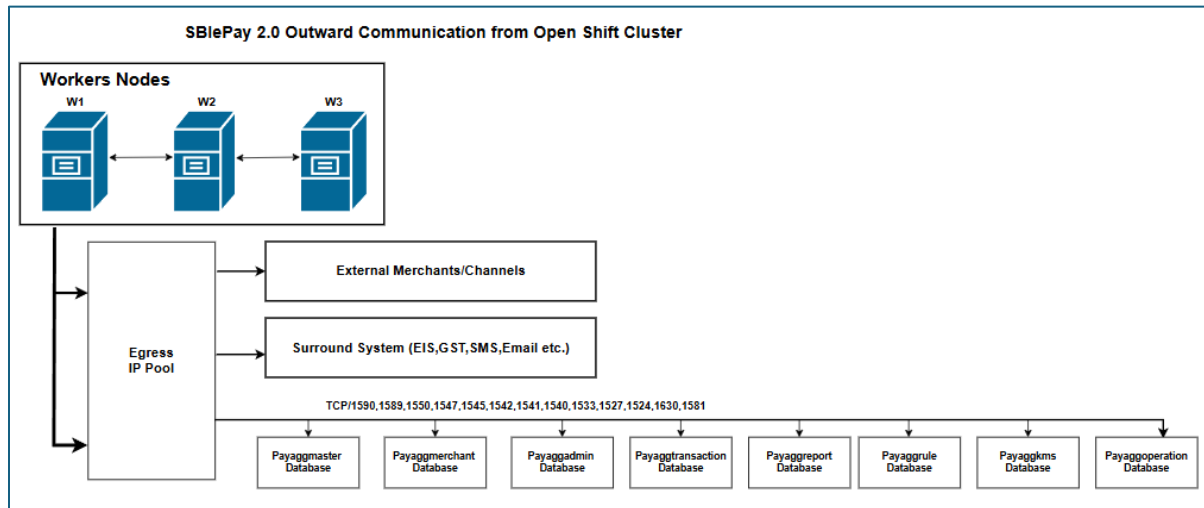 SBIePay 2.0 Outward Communication from Open Shift Cluster
Workers Nodes
W1
W2
W3
External Merchants/Channels
Egress
IP Pool
Surround System (EIS,GST,SMS,Email etc.)
TCP/1590,1589,1550,1547,1545,1542,1541,1540,1533,1527,1524,1630,1581
Payaggmaster
Database
Payaggmerchant
Database
Payaggadmin
Database
Payaggtransaction
Database
Payaggreport
Database
Payaggrule
Database
Payaggkms
Database
Payaggoperation
Database